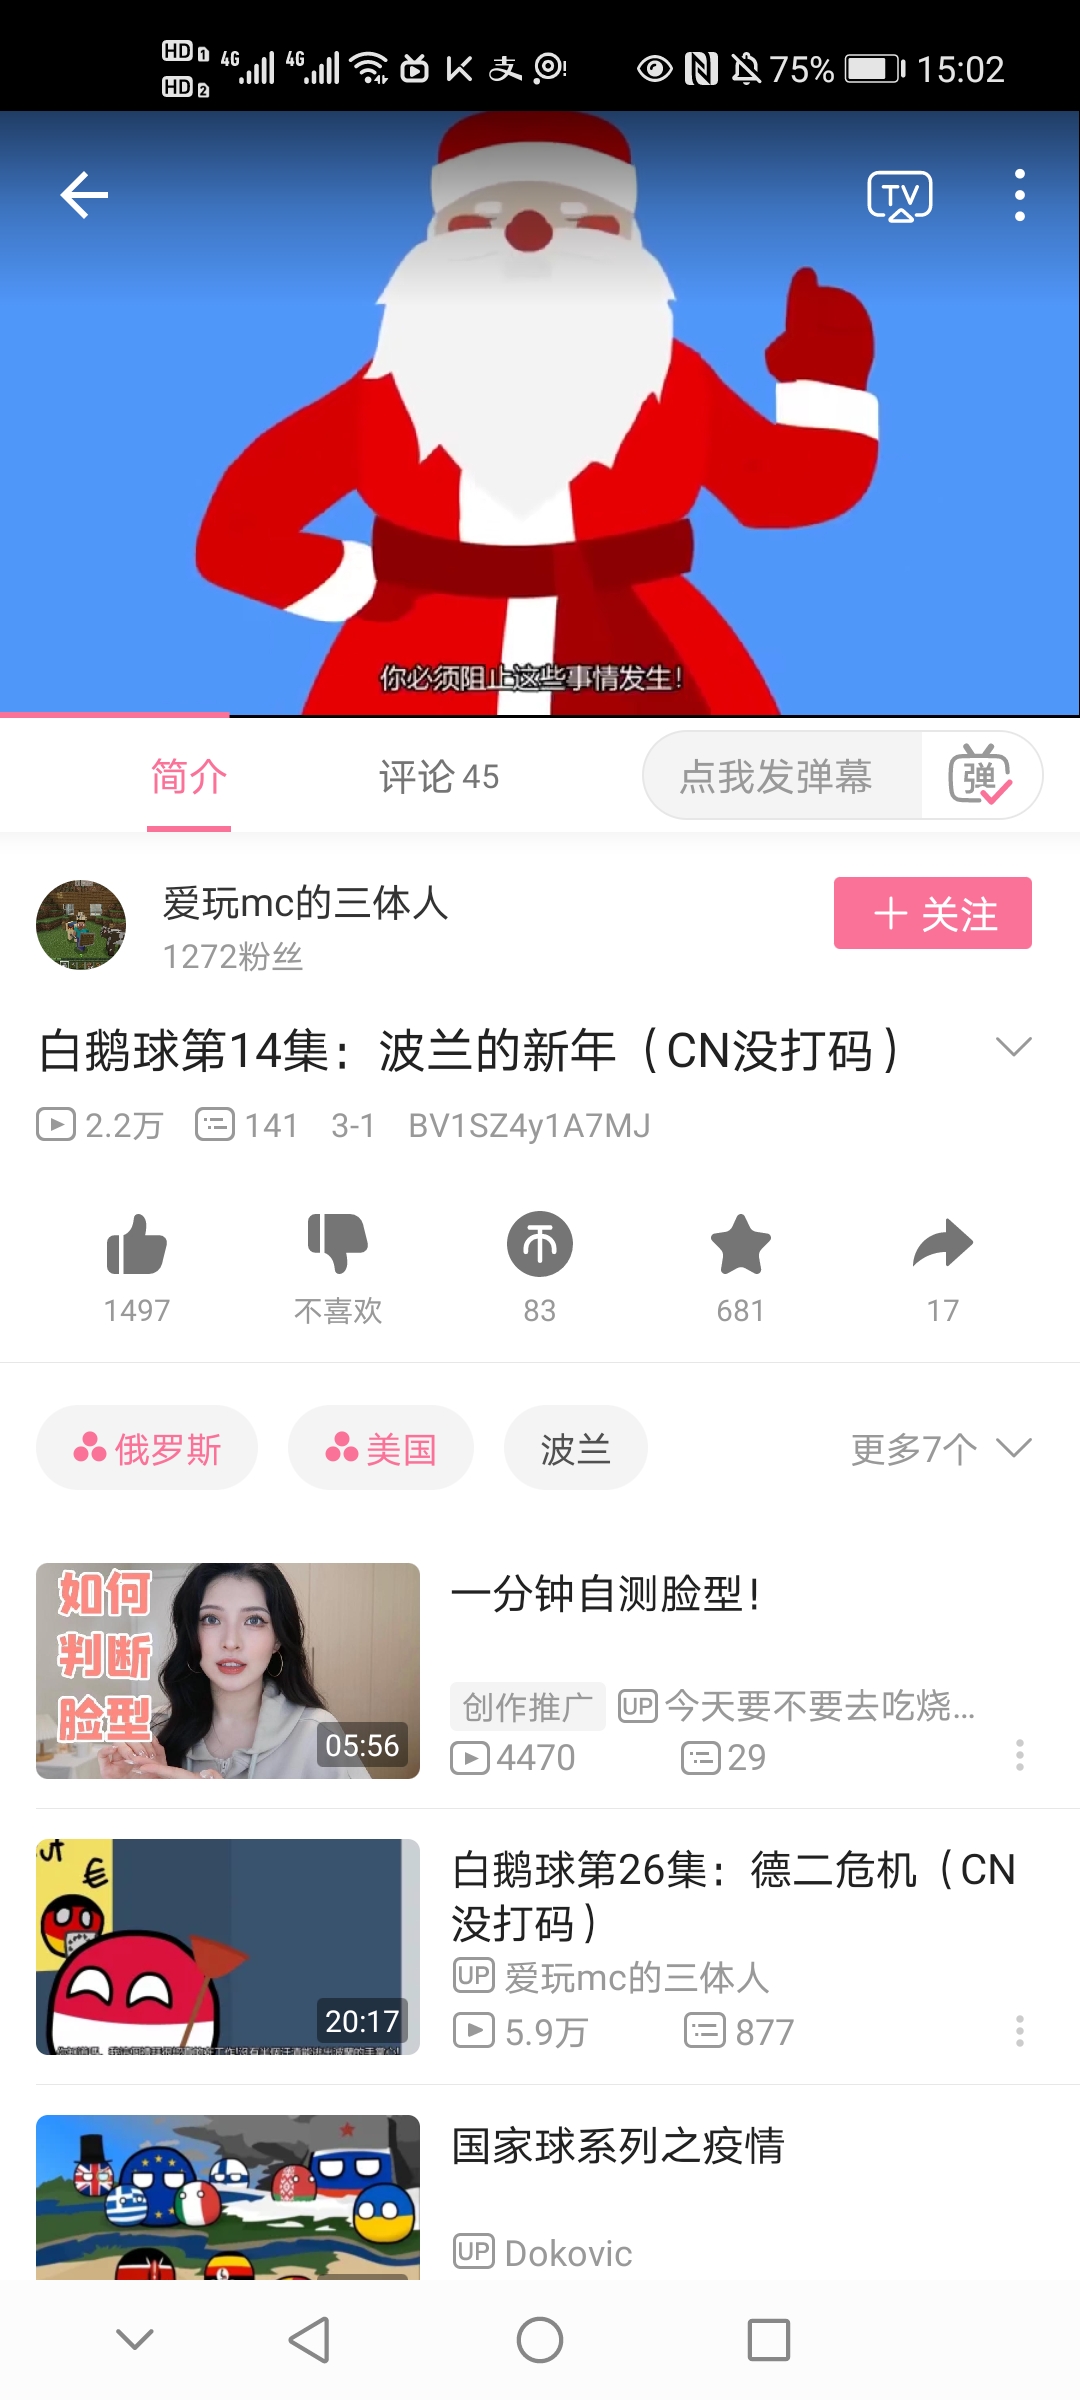 HD 1 4G 4G 75% 15:02
HD 2
TV
你必须阻止这些事情发生!
简介 评论 45 点我发弹幕 弹
爱玩mc的三体人
1272粉丝
关注
白鹅球第14集：波兰的新年（CN没打码）
2.2万 141 3-1 BV1SZ4y1A7MJ
1497 不喜欢 83 681 17
俄罗斯 美国 波兰 更多7个
如何
判断
脸型
05:56
一分钟自测脸型!
创作推广 UP 今天要不要去吃烧...
4470 29
€
20:17
白鹅球第26集：德二危机（CN
没打码）
UP 爱玩mc的三体人
5.9万 877
国家球系列之疫情
UP Dokovic